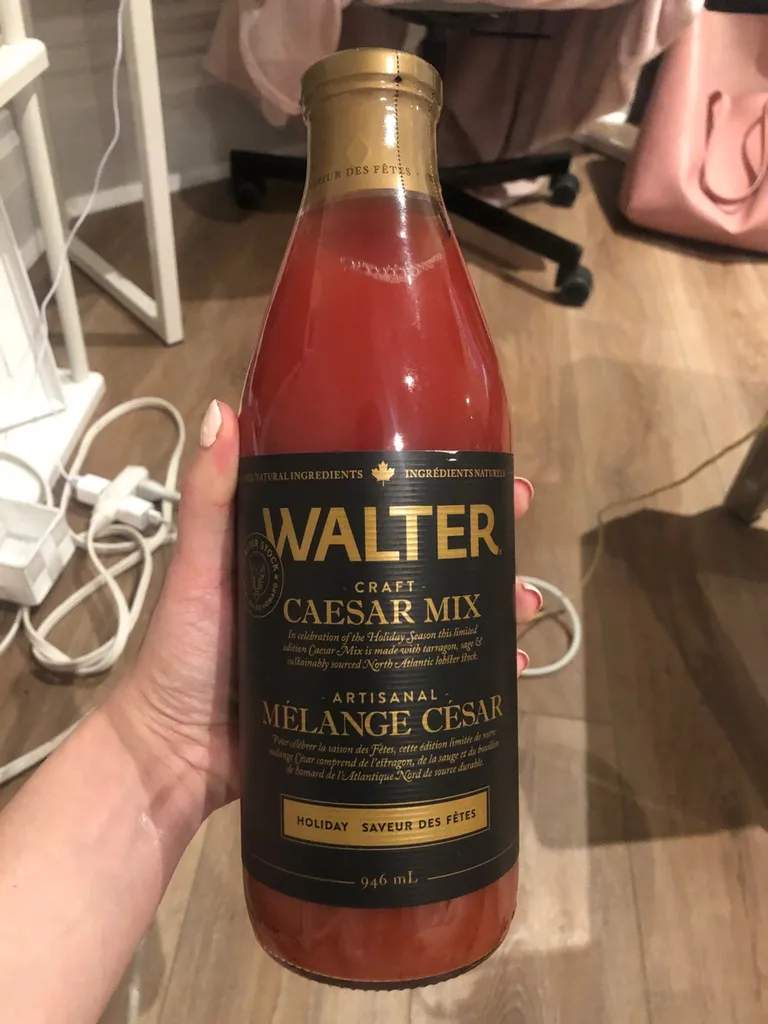 EUR DES FÊTES
NATURAL INGREDIENTS INGRÉDIENTS NATURELS
WALTER
STOCK
CRAFT
CAESAR MIX
In celebration of the Holiday Season this limited
edition Caesar Mix is made with tarragon, sage &
sustainably sourced North Atlantic lobster stock.
ARTISANAL
MÉLANGE CÉSAR
Pour célébrer la saison des Fêtes, cette édition limitée de notre
mélange César comprend de l'estragon, de la sauge et du bouillon
de homard de l'Atlantique Nord de source durable.
HOLIDAY SAVEUR DES FÊTES
946 mL